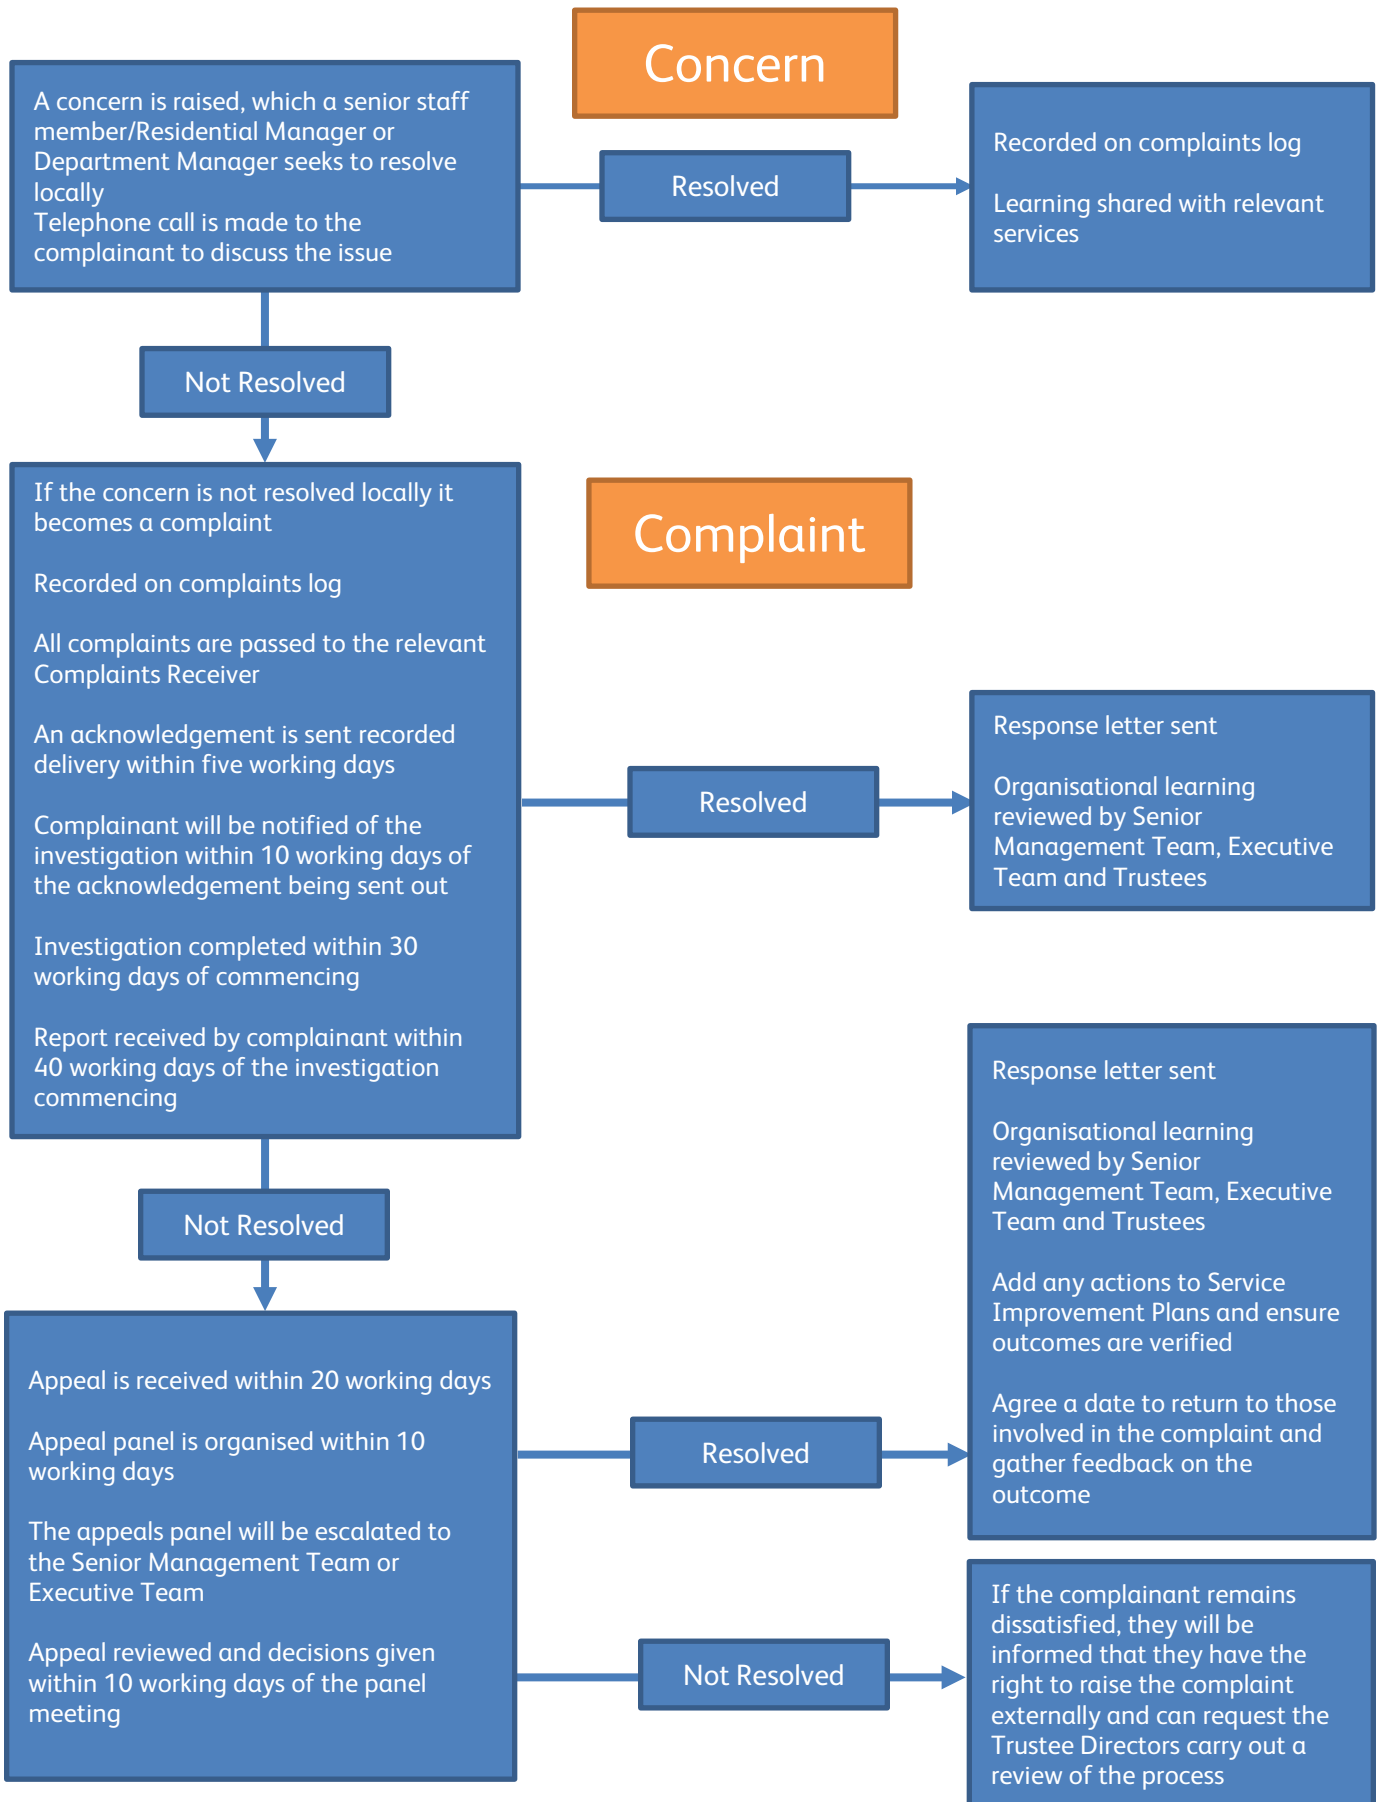 Concern
A concern is raised, which a senior staff
member/Residential Manager or
Department Manager seeks to resolve
locally
Telephone call is made to the
complainant to discuss the issue
Resolved
Recorded on complaints log
Learning shared with relevant
services
Not Resolved
Complaint
If the concern is not resolved locally it
becomes a complaint
Recorded on complaints log
All complaints are passed to the relevant
Complaints Receiver
An acknowledgement is sent recorded
delivery within five working days
Complainant will be notified of the
investigation within 10 working days of
the acknowledgement being sent out
Investigation completed within 30
working days of commencing
Report received by complainant within
40 working days of the investigation
commencing
Resolved
Response letter sent
Organisational learning
reviewed by Senior
Management Team, Executive
Team and Trustees
Not Resolved
Appeal is received within 20 working days
Appeal panel is organised within 10
working days
The appeals panel will be escalated to
the Senior Management Team or
Executive Team
Appeal reviewed and decisions given
within 10 working days of the panel
meeting
Resolved
Response letter sent
Organisational learning
reviewed by Senior
Management Team, Executive
Team and Trustees
Add any actions to Service
Improvement Plans and ensure
outcomes are verified
Agree a date to return to those
involved in the complaint and
gather feedback on the
outcome
Not Resolved
If the complainant remains
dissatisfied, they will be
informed that they have the
right to raise the complaint
externally and can request the
Trustee Directors carry out a
review of the process